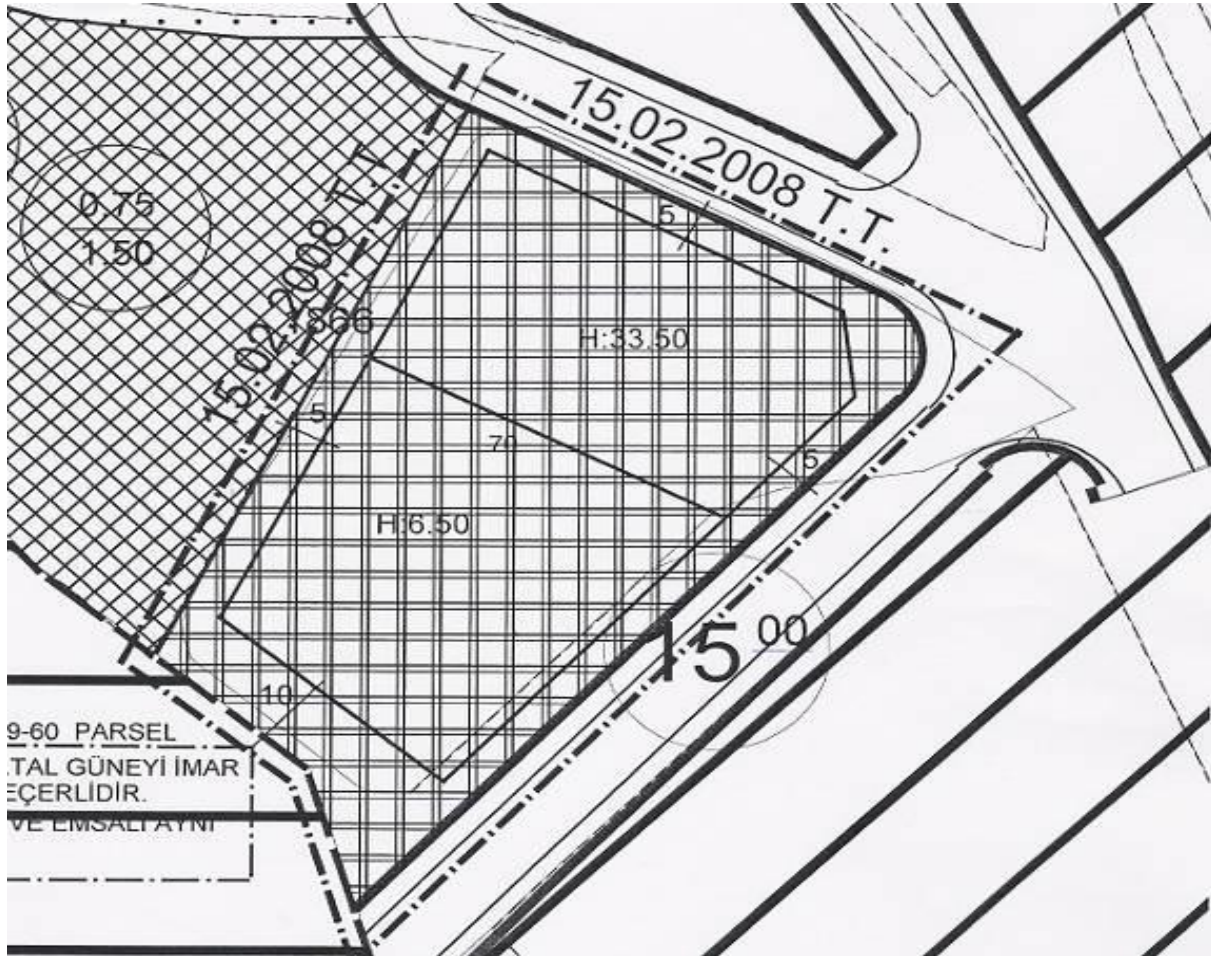 15.02.2008 T.T.
0.75
1.50
15.02.2008 T.T.
1866
5
H:33.50
5
70
5
H:6.50
15 00
10
9-60 PARSEL
TAL GÜNEYİ İMAR
EÇERLİDİR.
VE EMSALİ AYNI